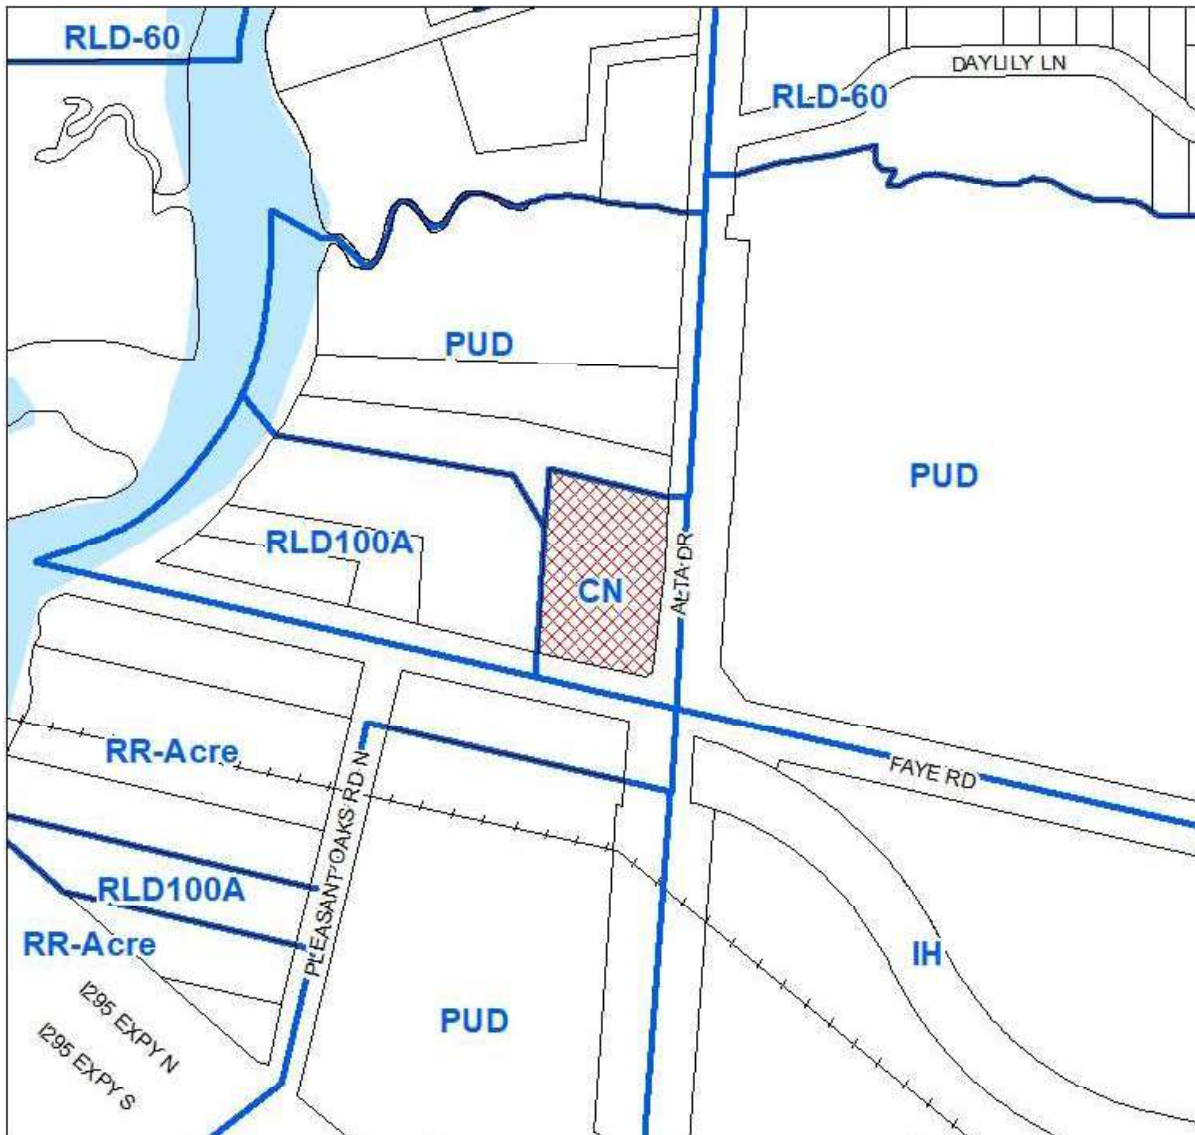 RLD-60
DAYLILY LN
RLD-60
PUD
PUD
RLD100A
CN
ALTA DR
RR-Acre
FAYE RD
PLEASANT OAKS RD N
RLD100A
RR-Acre
IH
I295 EXPY N
PUD
I295 EXPY S